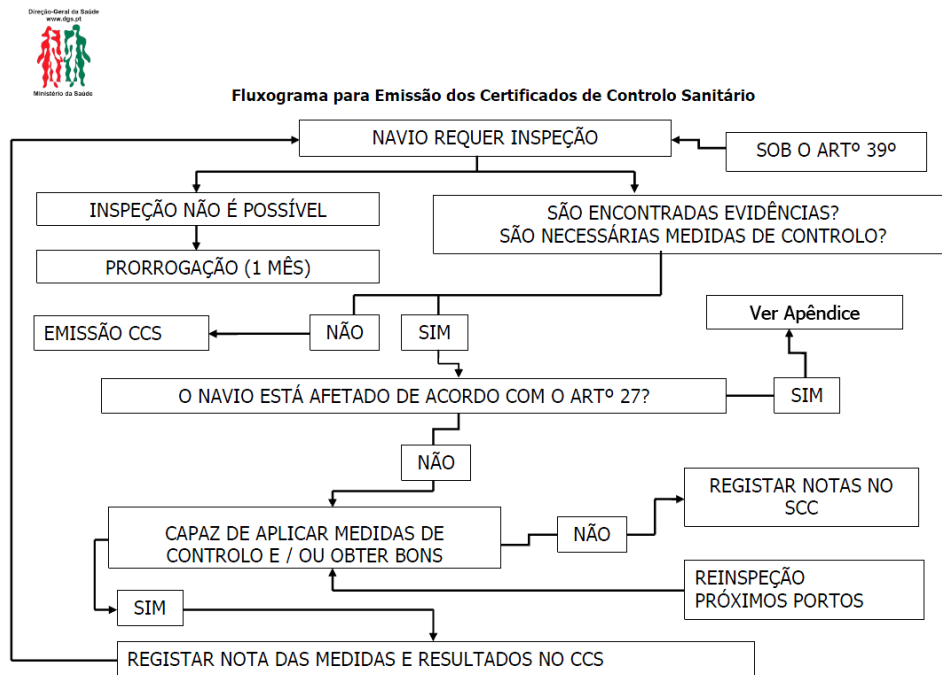 Direção-Geral da Saúde
www.dgs.pt
Ministério da Saúde
Fluxograma para Emissão dos Certificados de Controlo Sanitário
NAVIO REQUER INSPEÇÃO
SOB O ARTº 39º
INSPEÇÃO NÃO É POSSÍVEL
SÃO ENCONTRADAS EVIDÊNCIAS?
SÃO NECESSÁRIAS MEDIDAS DE CONTROLO?
PRORROGAÇÃO (1 MÊS)
Ver Apêndice
EMISSÃO CCS
NÃO
SIM
O NAVIO ESTÁ AFETADO DE ACORDO COM O ARTº 27?
SIM
NÃO
REGISTAR NOTAS NO
SCC
CAPAZ DE APLICAR MEDIDAS DE
CONTROLO E / OU OBTER BONS
NÃO
REINSPEÇÃO
PRÓXIMOS PORTOS
SIM
REGISTAR NOTA DAS MEDIDAS E RESULTADOS NO CCS